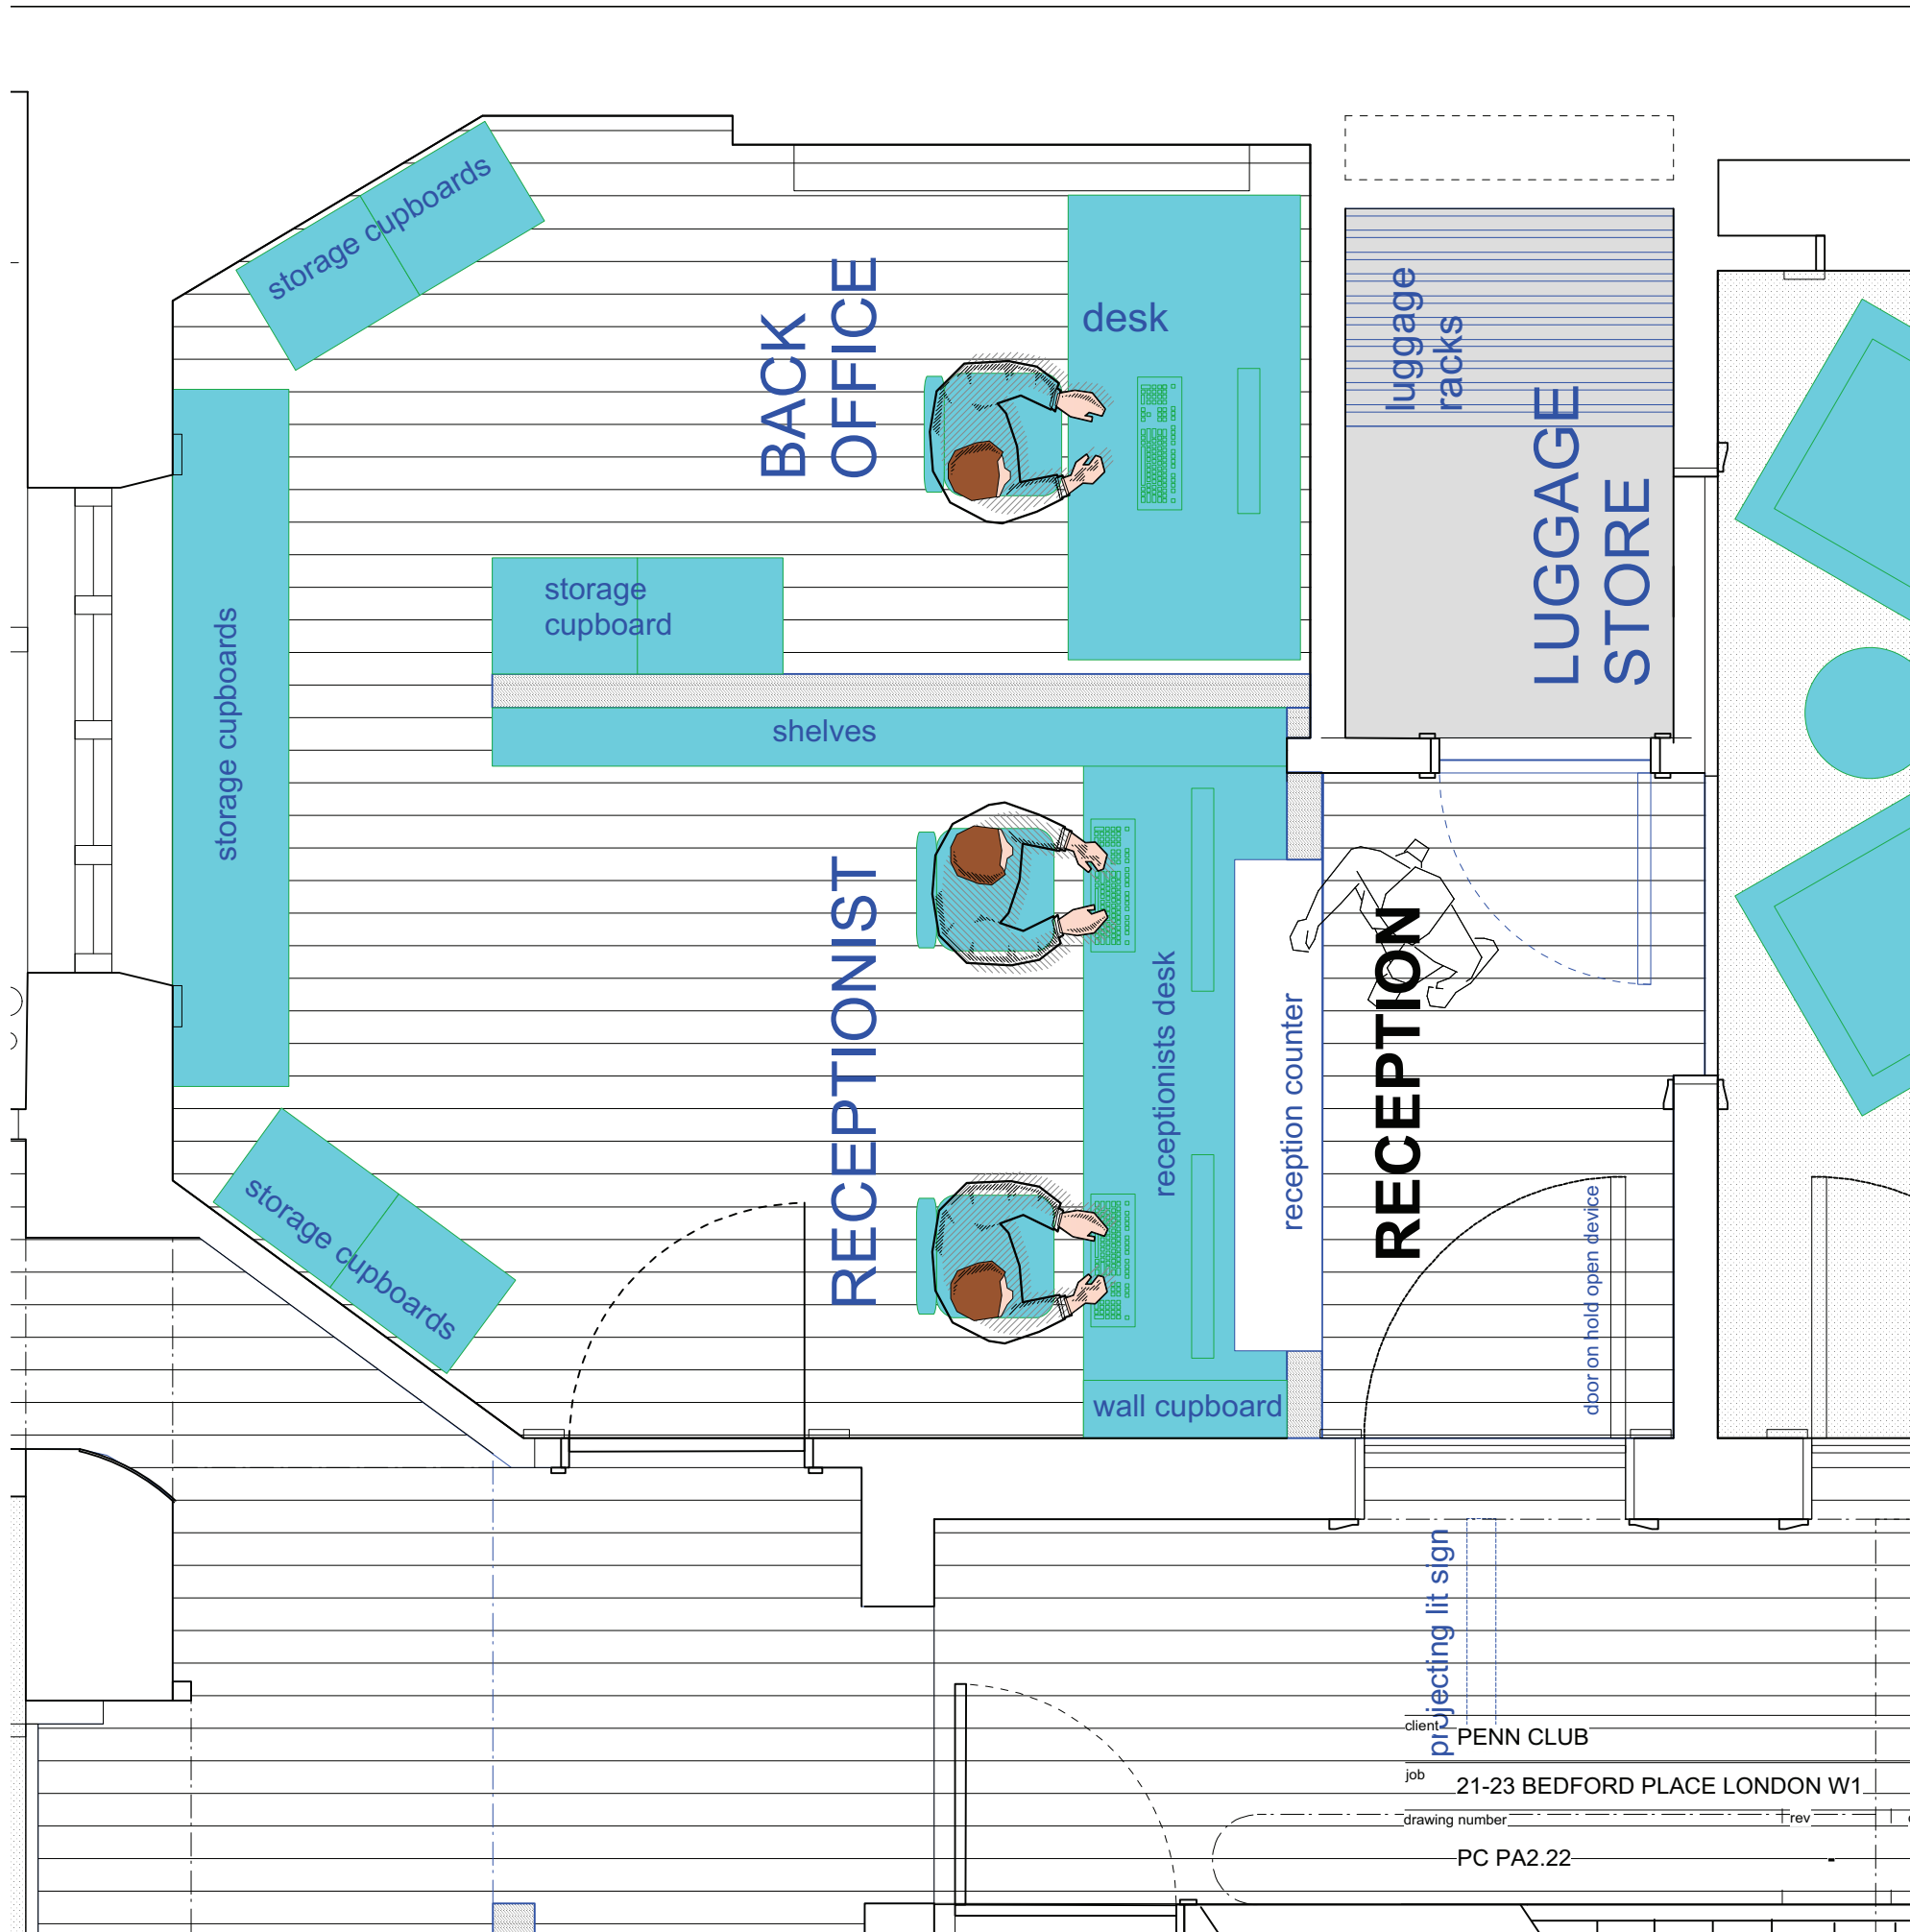 storage cupboards
BACK
OFFICE
desk
luggage
racks
LUGGAGE
STORE
storage
cupboard
storage cupboards
shelves
RECEPTIONIST
receptionists desk
reception counter
RECEPTION
door on hold open device
storage cupboards
wall cupboard
projecting lit sign
client
PENN CLUB
job
21-23 BEDFORD PLACE LONDON W1
drawing number
rev
PC PA2.22
-